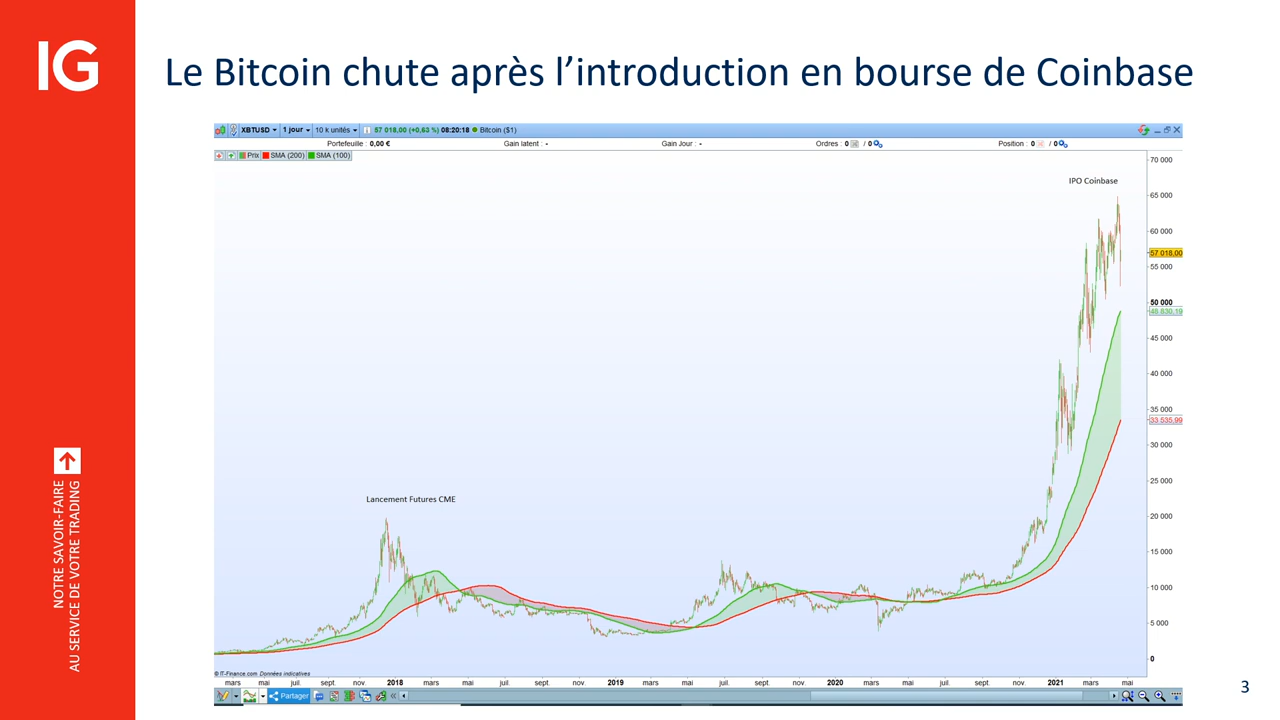 IG
Le Bitcoin chute après l’introduction en bourse de Coinbase
XBTUSD 1 jour 10 k unités 57 018,00 (+0,63 %) 08:20:18 Bitcoin ($1)
Portefeuille : 0,00 € Gain latent : - Gain Jour : - Ordres : 0 / 0 Position : 0 / 0
Prix SMA (200) SMA (100)
70 000
IPO Coinbase
65 000
60 000
57 018,00
55 000
50 000
48 830,19
45 000
40 000
35 000
33 535,99
30 000
25 000
Lancement Futures CME
20 000
15 000
10 000
5 000
0
© IT-Finance.com Données indicatives
mars mai juil. sept. nov. 2018 mars mai juil. sept. nov. 2019 mars mai juil. sept. nov. 2020 mars mai juil. sept. nov. 2021 mars mai
Partager
NOTRE SAVOIR-FAIRE
AU SERVICE DE VOTRE TRADING
3